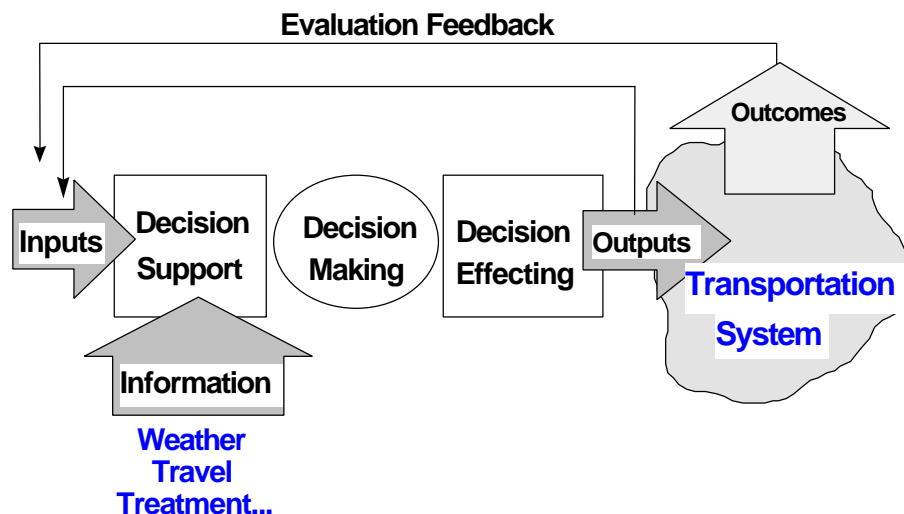 Evaluation Feedback
Outcomes
Inputs
Decision
Support
Decision
Making
Decision
Effecting
Outputs
Transportation
System
Information
Weather
Travel
Treatment...